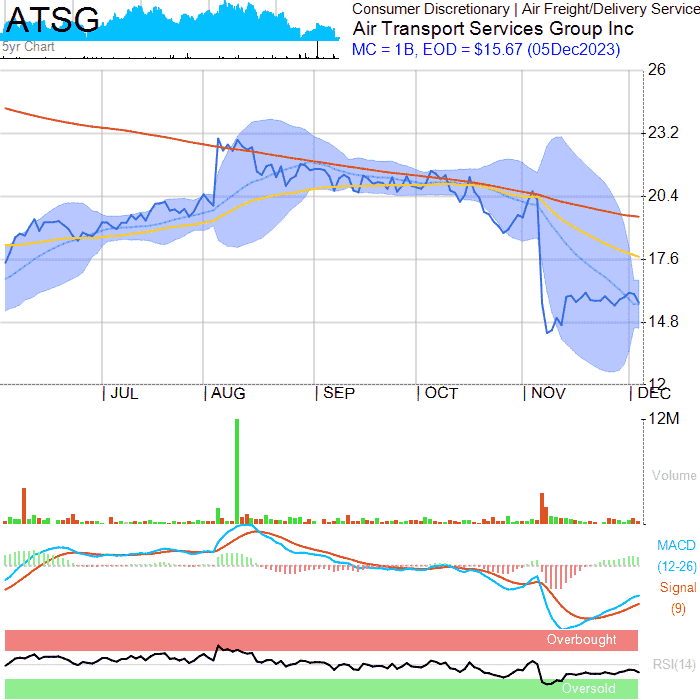 ATSG
5yr Chart
Consumer Discretionary | Air Freight/Delivery Service
Air Transport Services Group Inc
MC = 1B, EOD = $15.67 (05Dec2023)
26
23.2
20.4
17.6
14.8
12
| JUL | AUG | SEP | OCT | NOV | DEC
12M
Volume
MACD
(12-26)
Signal
(9)
Overbought
RSI(14)
Oversold